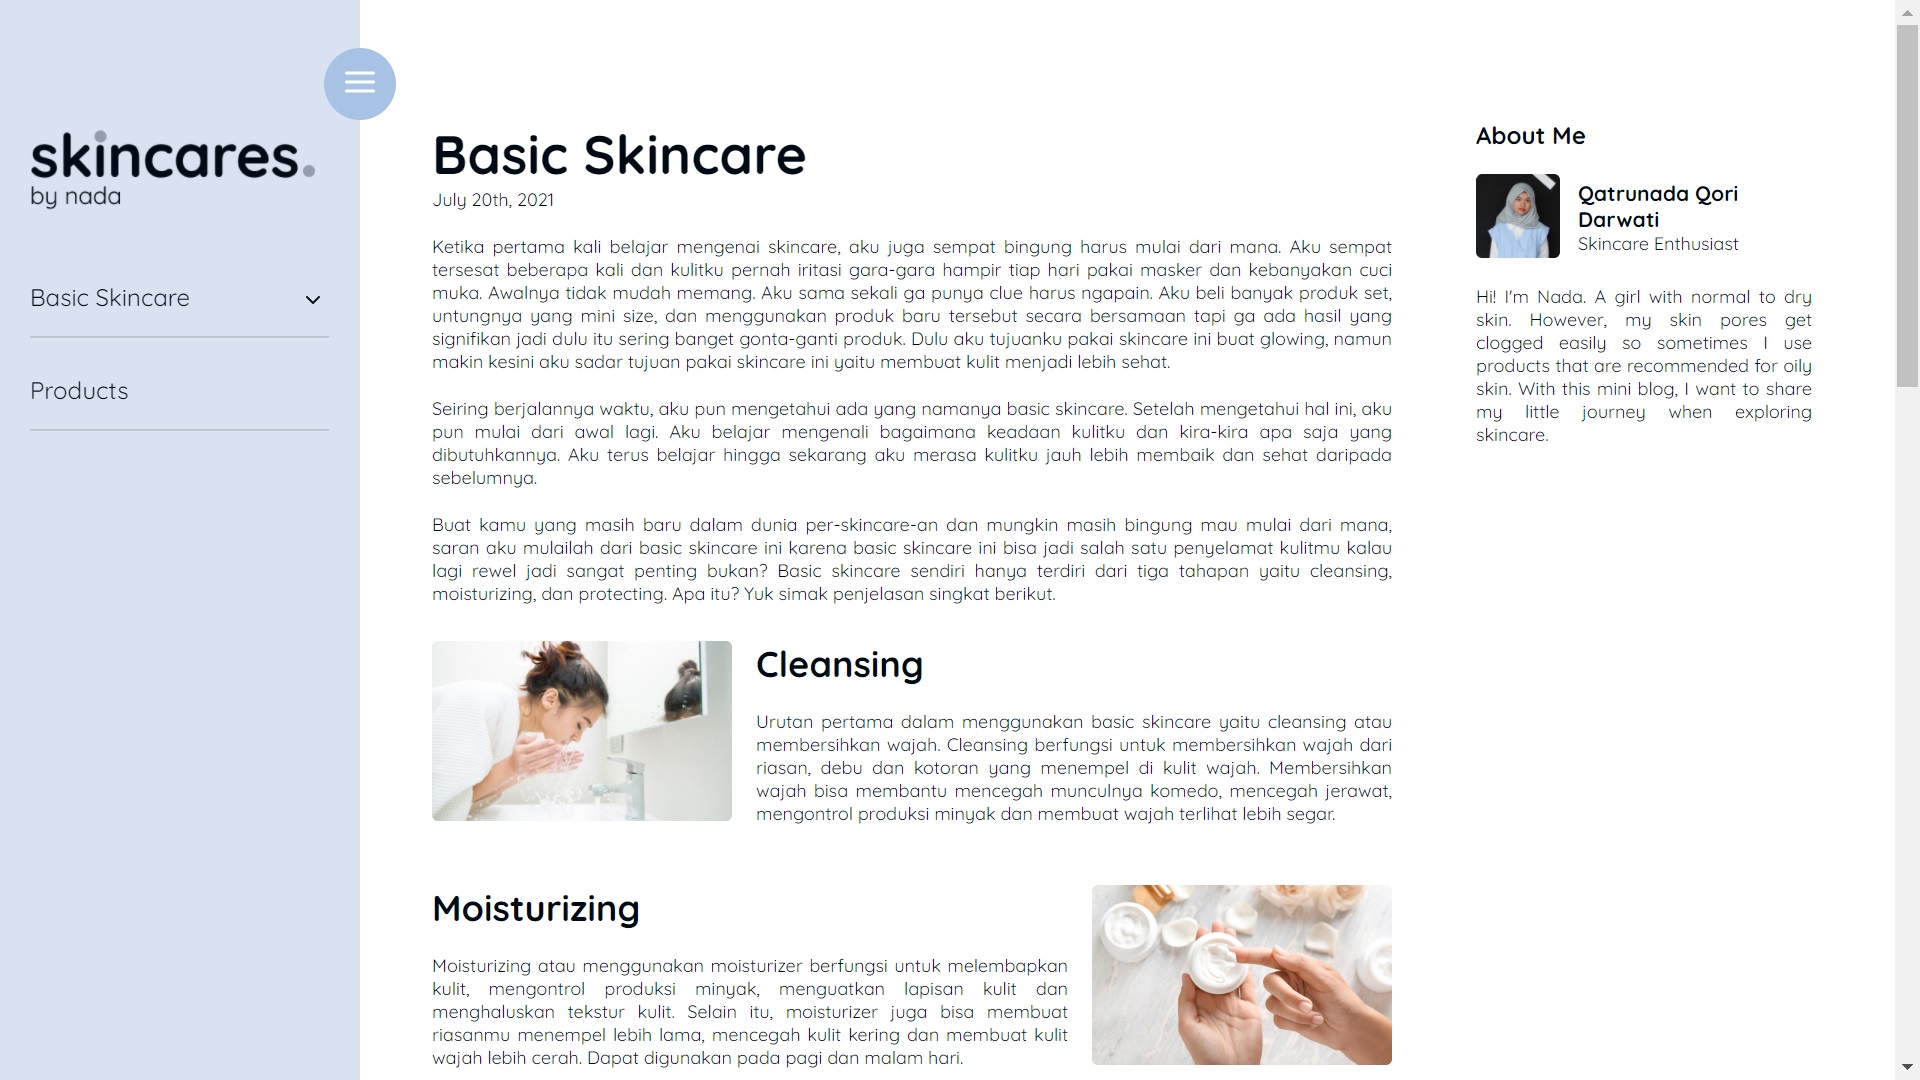 skincares.
by nada
Basic Skincare
Products
Basic Skincare
July 20th, 2021
Ketika pertama kali belajar mengenai skincare, aku juga sempat bingung harus mulai dari mana. Aku sempat
tersesat beberapa kali dan kulitku pernah iritasi gara-gara hampir tiap hari pakai masker dan kebanyakan cuci
muka. Awalnya tidak mudah memang. Aku sama sekali ga punya clue harus ngapain. Aku beli banyak produk set,
untungnya yang mini size, dan menggunakan produk baru tersebut secara bersamaan tapi ga ada hasil yang
signifikan jadi dulu itu sering banget gonta-ganti produk. Dulu aku tujuanku pakai skincare ini buat glowing, namun
makin kesini aku sadar tujuan pakai skincare ini yaitu membuat kulit menjadi lebih sehat.
Seiring berjalannya waktu, aku pun mengetahui ada yang namanya basic skincare. Setelah mengetahui hal ini, aku
pun mulai dari awal lagi. Aku belajar mengenali bagaimana keadaan kulitku dan kira-kira apa saja yang
dibutuhkannya. Aku terus belajar hingga sekarang aku merasa kulitku jauh lebih membaik dan sehat daripada
sebelumnya.
Buat kamu yang masih baru dalam dunia per-skincare-an dan mungkin masih bingung mau mulai dari mana,
saran aku mulailah dari basic skincare ini karena basic skincare ini bisa jadi salah satu penyelamat kulitmu kalau
lagi rewel jadi sangat penting bukan? Basic skincare sendiri hanya terdiri dari tiga tahapan yaitu cleansing,
moisturizing, dan protecting. Apa itu? Yuk simak penjelasan singkat berikut.
Cleansing
Urutan pertama dalam menggunakan basic skincare yaitu cleansing atau
membersihkan wajah. Cleansing berfungsi untuk membersihkan wajah dari
riasan, debu dan kotoran yang menempel di kulit wajah. Membersihkan
wajah bisa membantu mencegah munculnya komedo, mencegah jerawat,
mengontrol produksi minyak dan membuat wajah terlihat lebih segar.
Moisturizing
Moisturizing atau menggunakan moisturizer berfungsi untuk melembapkan
kulit, mengontrol produksi minyak, menguatkan lapisan kulit dan
menghaluskan tekstur kulit. Selain itu, moisturizer juga bisa membuat
riasanmu menempel lebih lama, mencegah kulit kering dan membuat kulit
wajah lebih cerah. Dapat digunakan pada pagi dan malam hari.
About Me
Qatrunada Qori
Darwati
Skincare Enthusiast
Hi! I'm Nada. A girl with normal to dry
skin. However, my skin pores get
clogged easily so sometimes I use
products that are recommended for oily
skin. With this mini blog, I want to share
my little journey when exploring
skincare.